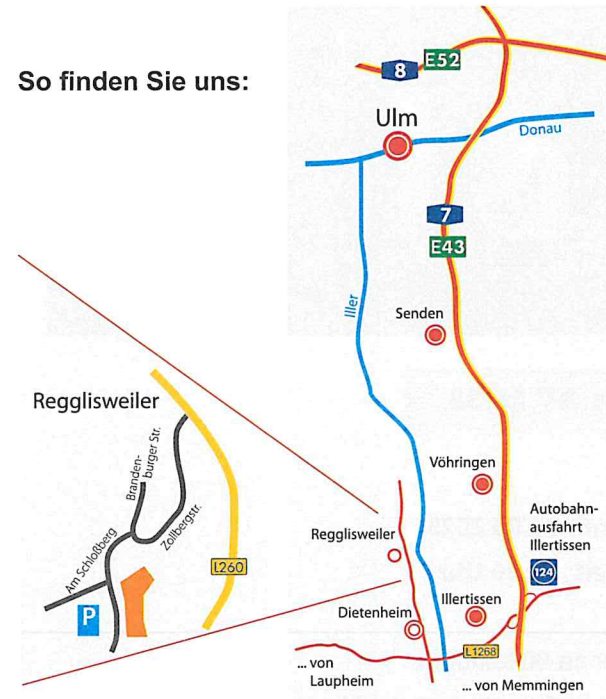 So finden Sie uns:
8
E52
Ulm
Donau
7
E43
Iller
Senden
Regglisweiler
Branden-
burger Str.
Zollbergstr.
Am Schloßberg
L260
P
Vöhringen
Autobahn-
ausfahrt
Illertissen
124
Regglisweiler
Illertissen
Dietenheim
L1268
... von
Laupheim
... von Memmingen